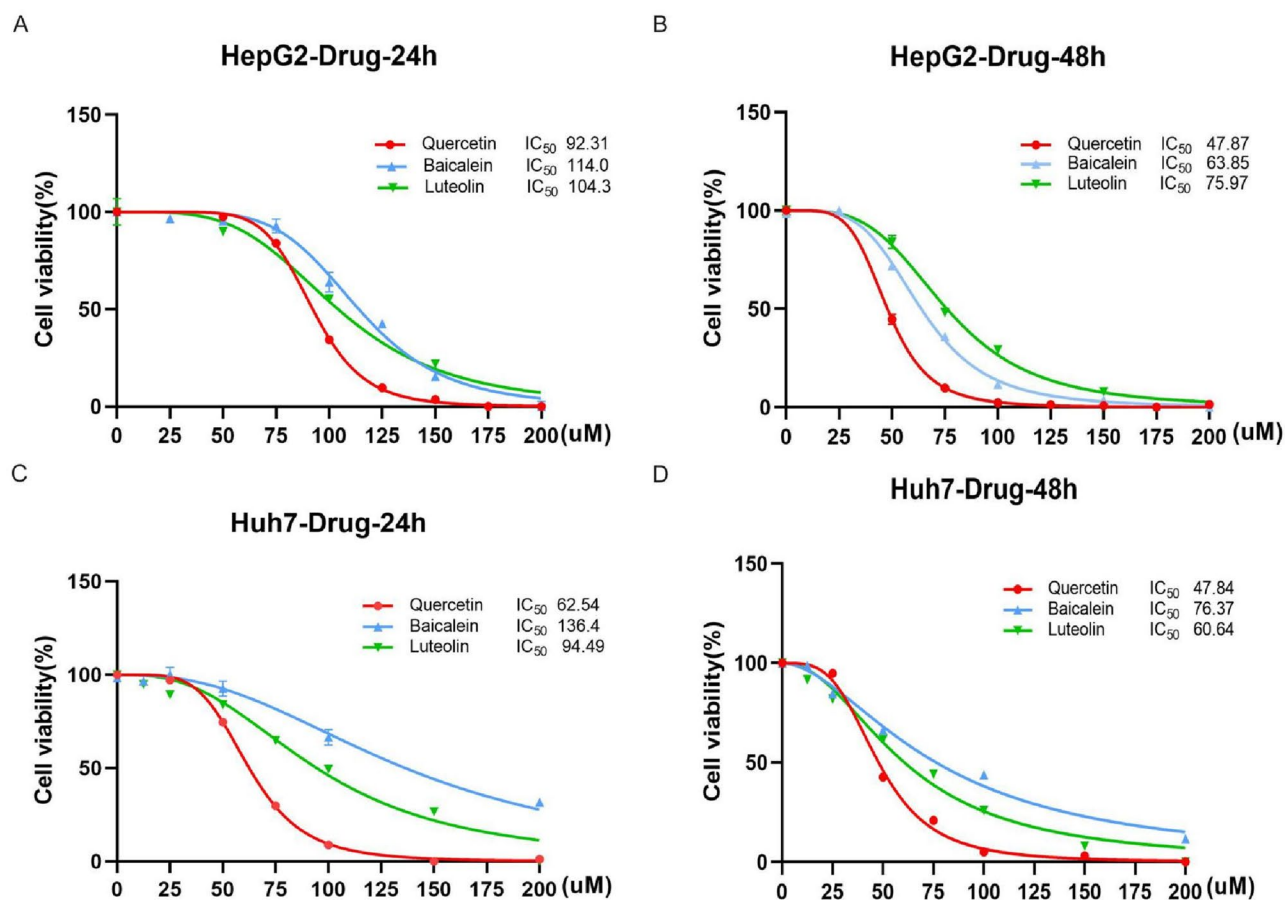 A
HepG2-Drug-24h
Cell viability(%)
150
100
50
0
Quercetin IC50 92.31
Baicalein IC50 114.0
Luteolin IC50 104.3
0 25 50 75 100 125 150 175 200 (uM)
B
HepG2-Drug-48h
Cell viability(%)
150
100
50
0
Quercetin IC50 47.87
Baicalein IC50 63.85
Luteolin IC50 75.97
0 25 50 75 100 125 150 175 200 (uM)
C
Huh7-Drug-24h
Cell viability(%)
150
100
50
0
Quercetin IC50 62.54
Baicalein IC50 136.4
Luteolin IC50 94.49
0 25 50 75 100 125 150 175 200 (uM)
D
Huh7-Drug-48h
Cell viability(%)
150
100
50
0
Quercetin IC50 47.84
Baicalein IC50 76.37
Luteolin IC50 60.64
0 25 50 75 100 125 150 175 200 (uM)